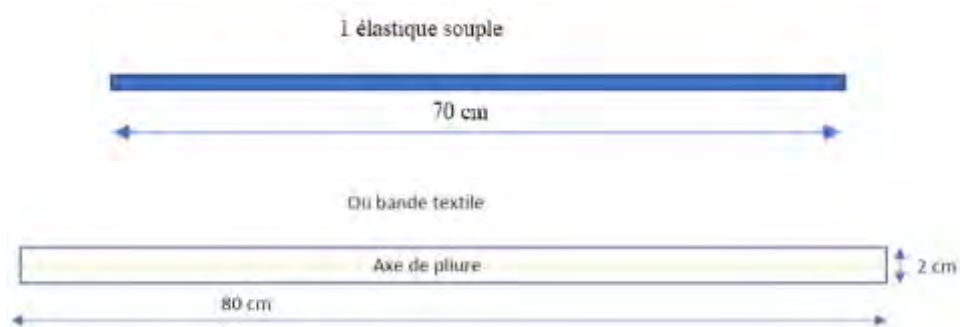 1 élastique souple
70 cm
Ou bande textile
Axe de pliure
2 cm
80 cm